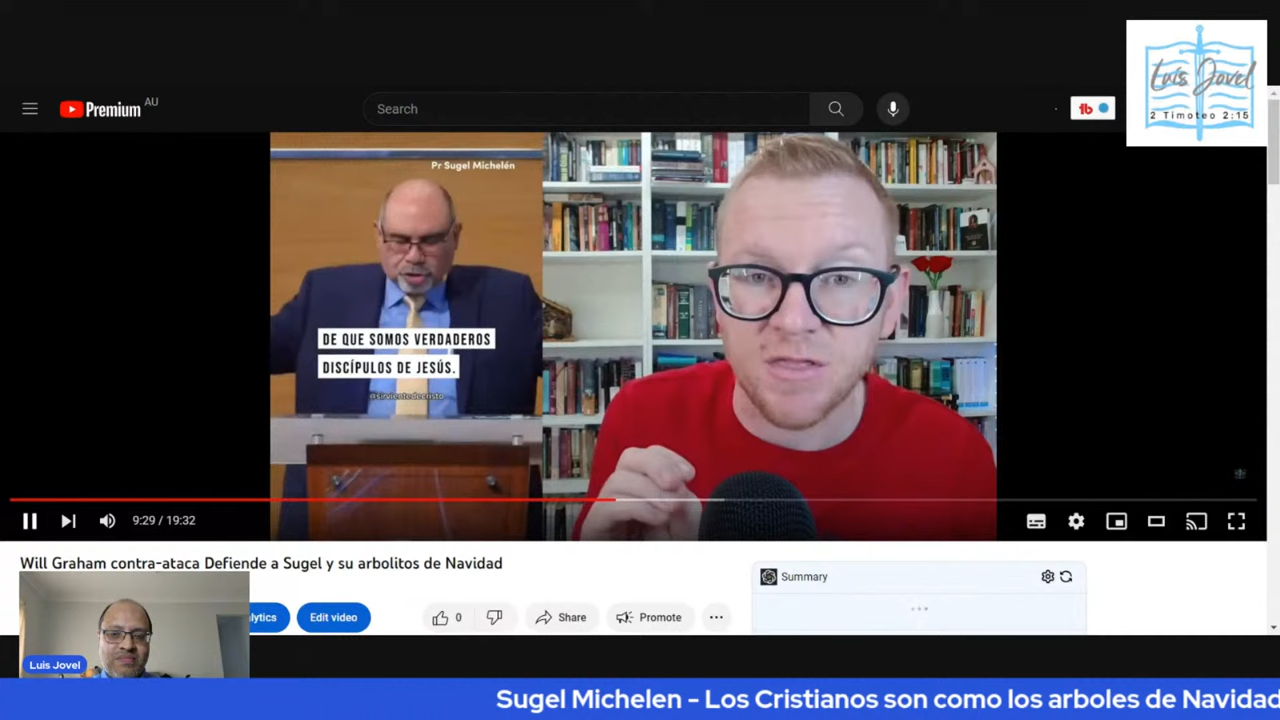 Luis Jovel
2 Timoteo 2:15
Premium AU
Search
Pr Sugel Michelén
DE QUE SOMOS VERDADEROS
DISCÍPULOS DE JESÚS.
@sirvientedecristo
9:29 / 19:32
Will Graham contra-ataca Defiende a Sugel y su arbolitos de Navidad
Summary
lytics
Edit video
0
Share
Promote
Luis Jovel
Sugel Michelen - Los Cristianos son como los arboles de Navidad